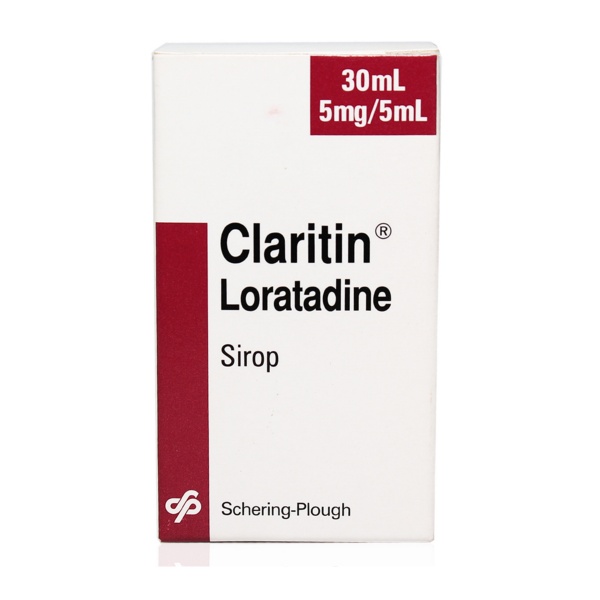 30mL
5mg/5mL
Claritin®
Loratadine
Sirop
Schering-Plough